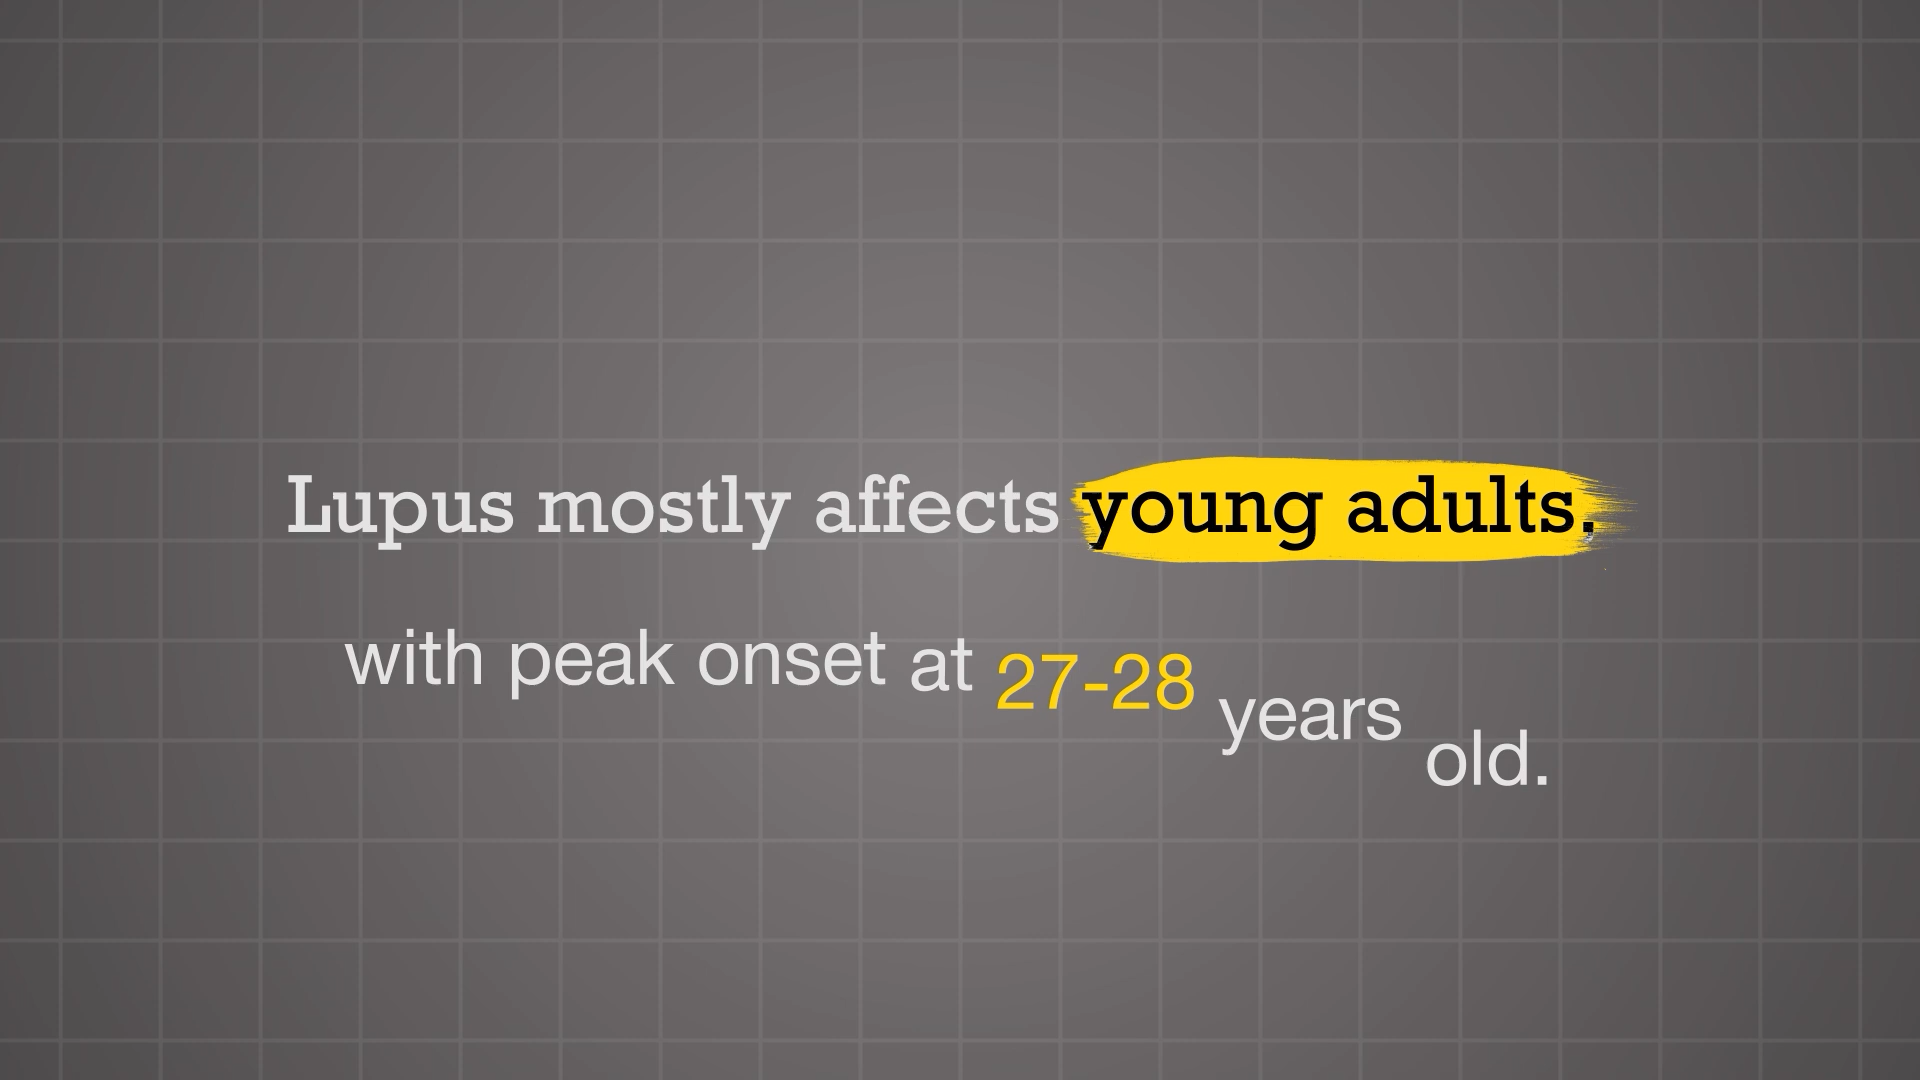 Lupus mostly affects young adults.
with peak onset at 27-28 years old.